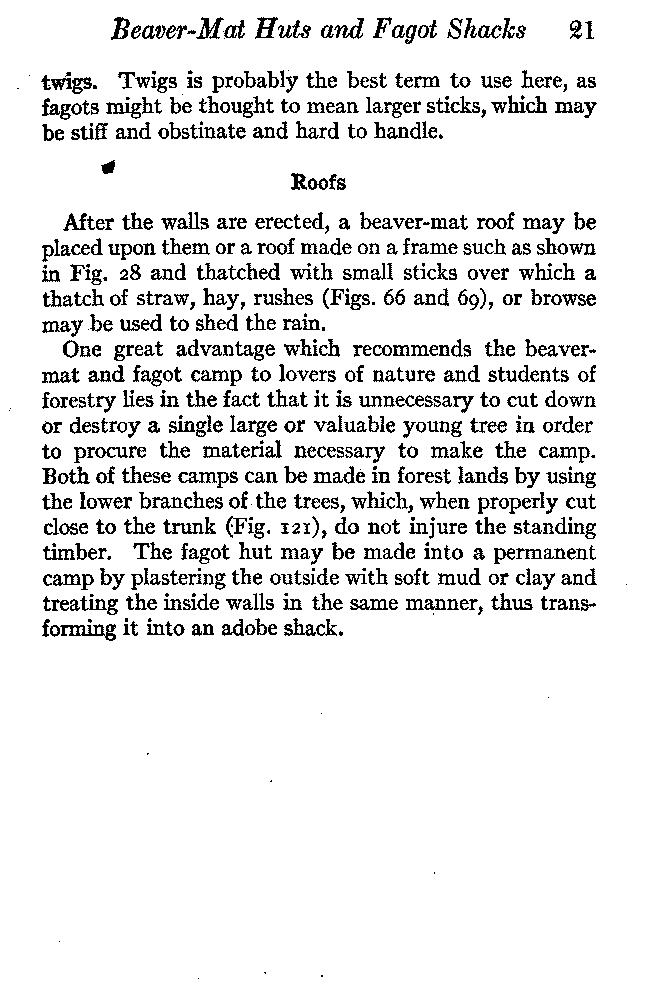 Beaver-Mat Huts and Fagot Shacks 21
twigs. Twigs is probably the best term to use here, as
fagots might be thought to mean larger sticks, which may
be stiff and obstinate and hard to handle.
Roofs
After the walls are erected, a beaver-mat roof may be
placed upon them or a roof made on a frame such as shown
in Fig. 28 and thatched with small sticks over which a
thatch of straw, hay, rushes (Figs. 66 and 69), or browse
may be used to shed the rain.
One great advantage which recommends the beaver-
mat and fagot camp to lovers of nature and students of
forestry lies in the fact that it is unnecessary to cut down
or destroy a single large or valuable young tree in order
to procure the material necessary to make the camp.
Both of these camps can be made in forest lands by using
the lower branches of the trees, which, when properly cut
close to the trunk (Fig. 121), do not injure the standing
timber. The fagot hut may be made into a permanent
camp by plastering the outside with soft mud or clay and
treating the inside walls in the same manner, thus trans-
forming it into an adobe shack.